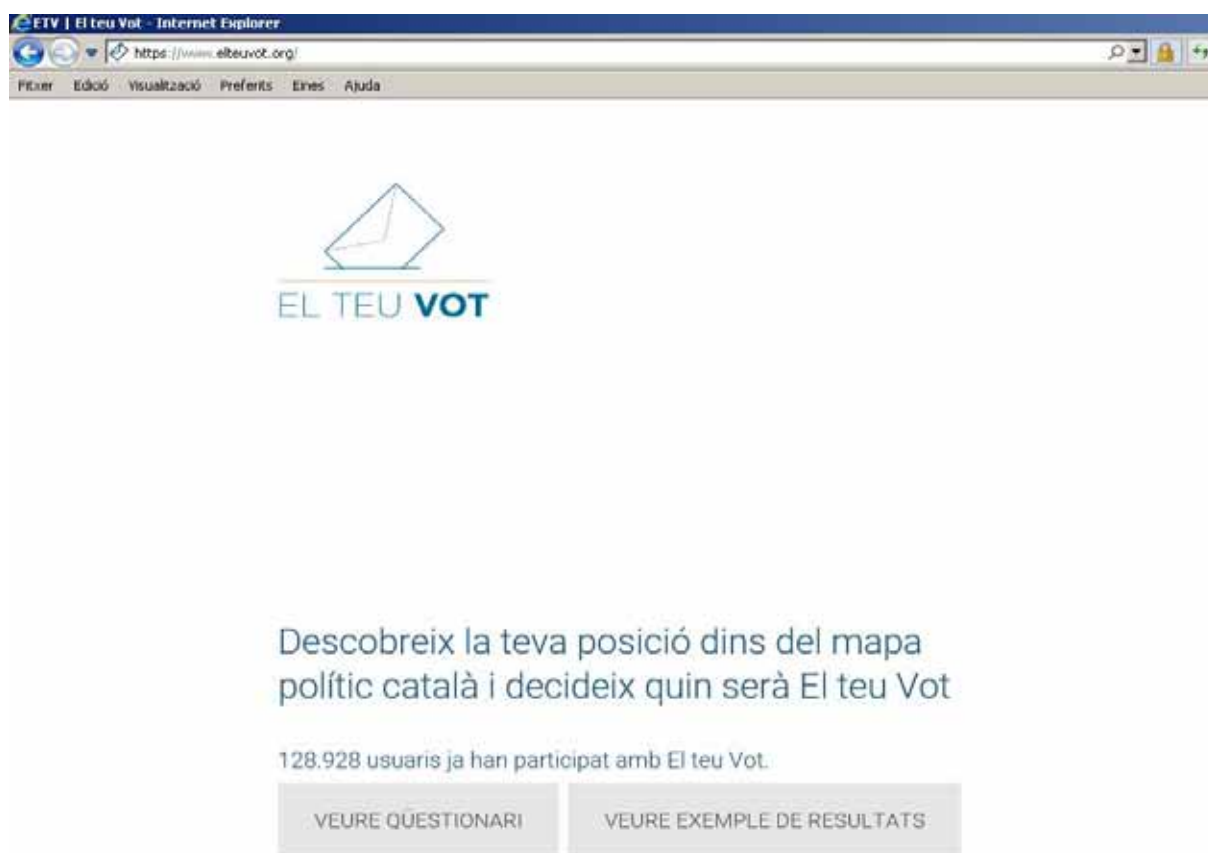 ETV | El teu Vot - Internet Explorer
https://www.elteuvot.org/
Fitxer Edició Visualització Preferits Eines Ajuda
EL TEU VOT
Descobreix la teva posició dins del mapa
polític català i decideix quin serà El teu Vot
128.928 usuaris ja han participat amb El teu Vot.
VEURE QÜESTIONARI VEURE EXEMPLE DE RESULTATS